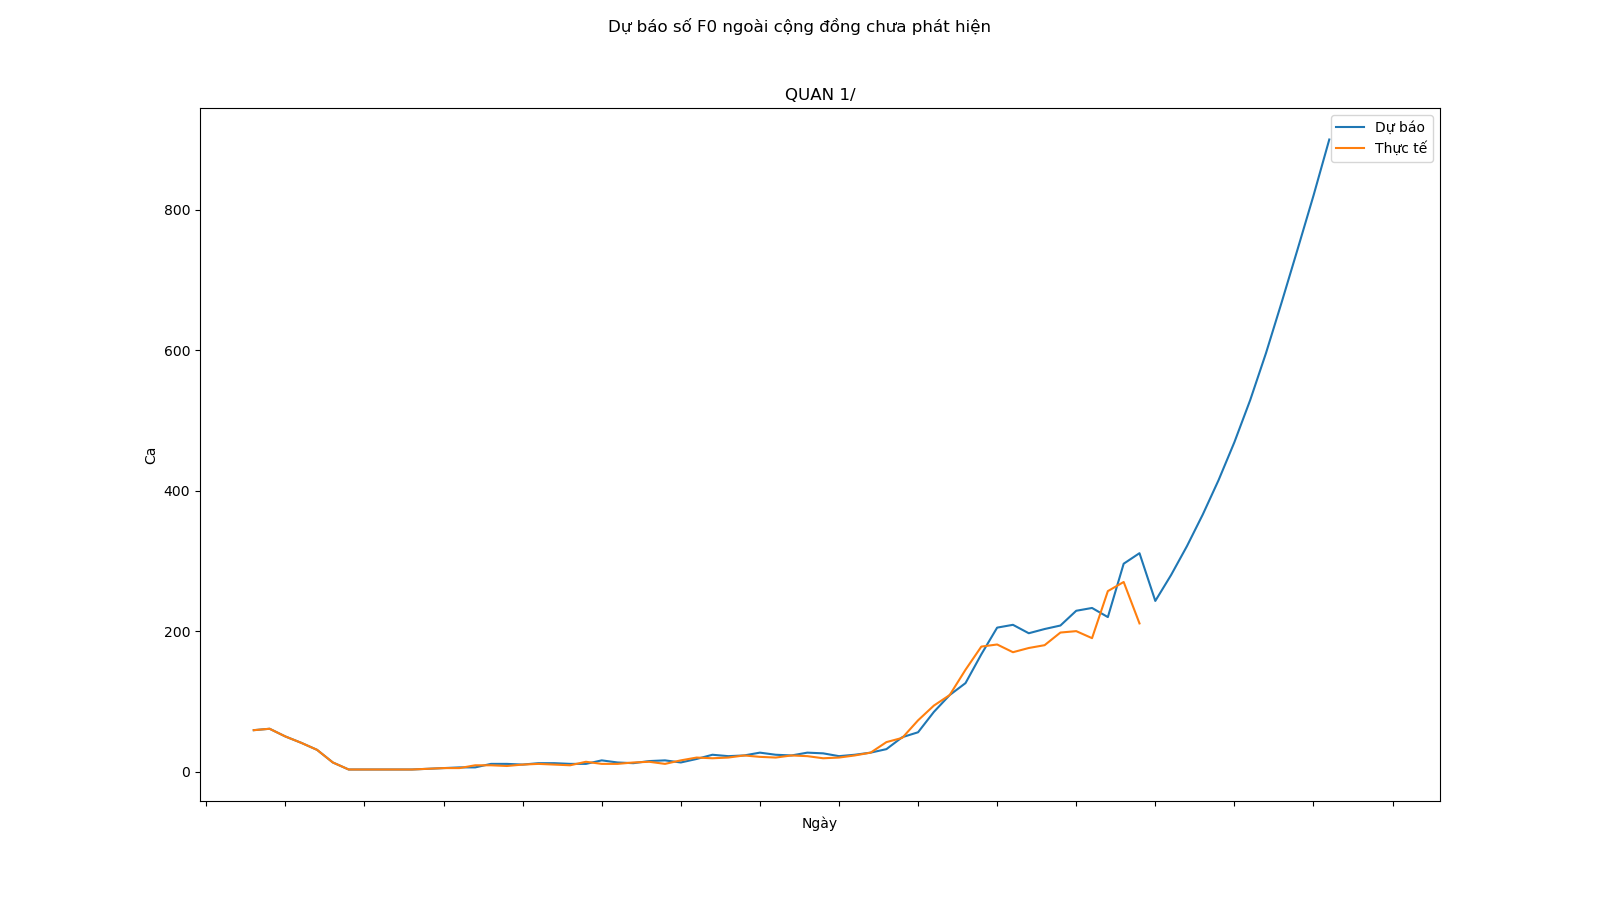 Dự báo số F0 ngoài cộng đồng chưa phát hiện
QUAN 1/
Dự báo
Thực tế
800
600
400
200
0
Ca
Ngày